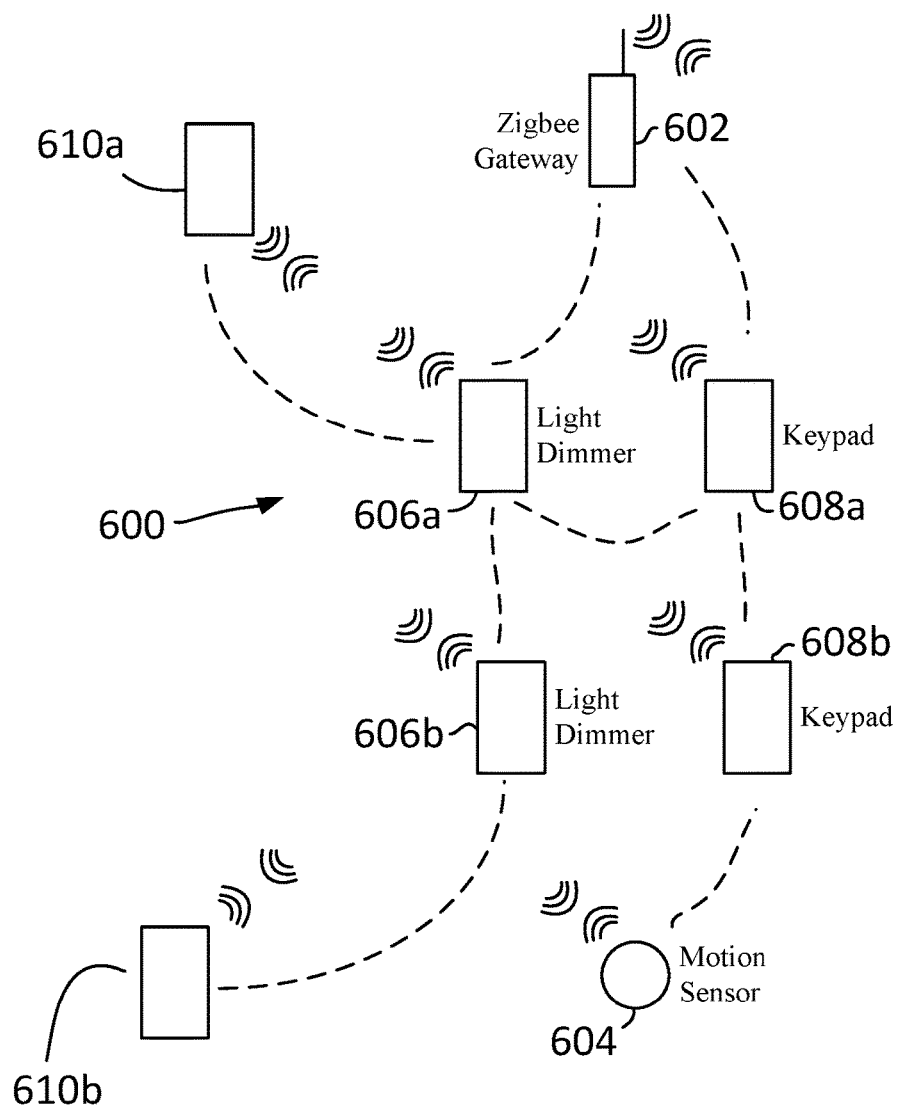 610a
Zigbee
Gateway
602
Light
Dimmer
Keypad
606a
608a
600
608b
Light
Dimmer
Keypad
606b
Motion
Sensor
604
610b